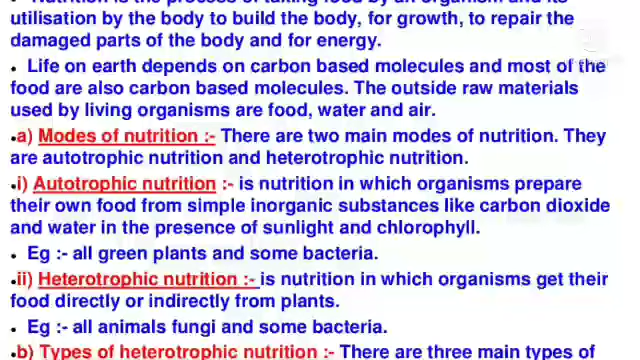 • Nutrition is the process of taking food by an organism and its
utilisation by the body to build the body, for growth, to repair the
damaged parts of the body and for energy.
• Life on earth depends on carbon based molecules and most of the
food are also carbon based molecules. The outside raw materials
used by living organisms are food, water and air.
•a) Modes of nutrition :- There are two main modes of nutrition. They
are autotrophic nutrition and heterotrophic nutrition.
•i) Autotrophic nutrition :- is nutrition in which organisms prepare
their own food from simple inorganic substances like carbon dioxide
and water in the presence of sunlight and chlorophyll.
• Eg :- all green plants and some bacteria.
•ii) Heterotrophic nutrition :- is nutrition in which organisms get their
food directly or indirectly from plants.
• Eg :- all animals fungi and some bacteria.
•b) Types of heterotrophic nutrition :- There are three main types of